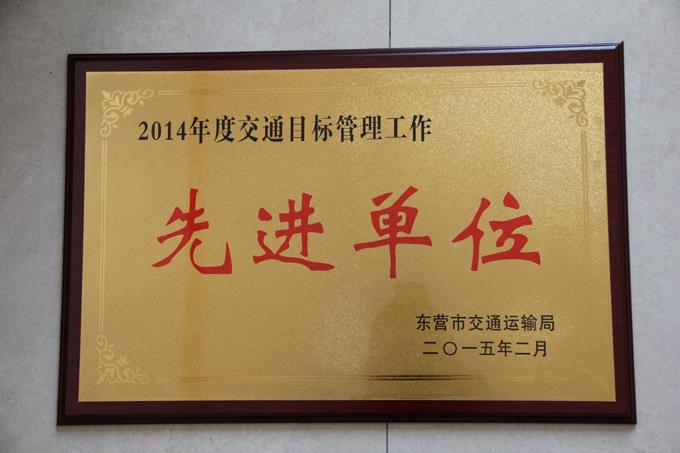 2014年度交通目标管理工作
先进单位
东营市交通运输局
二〇一五年二月